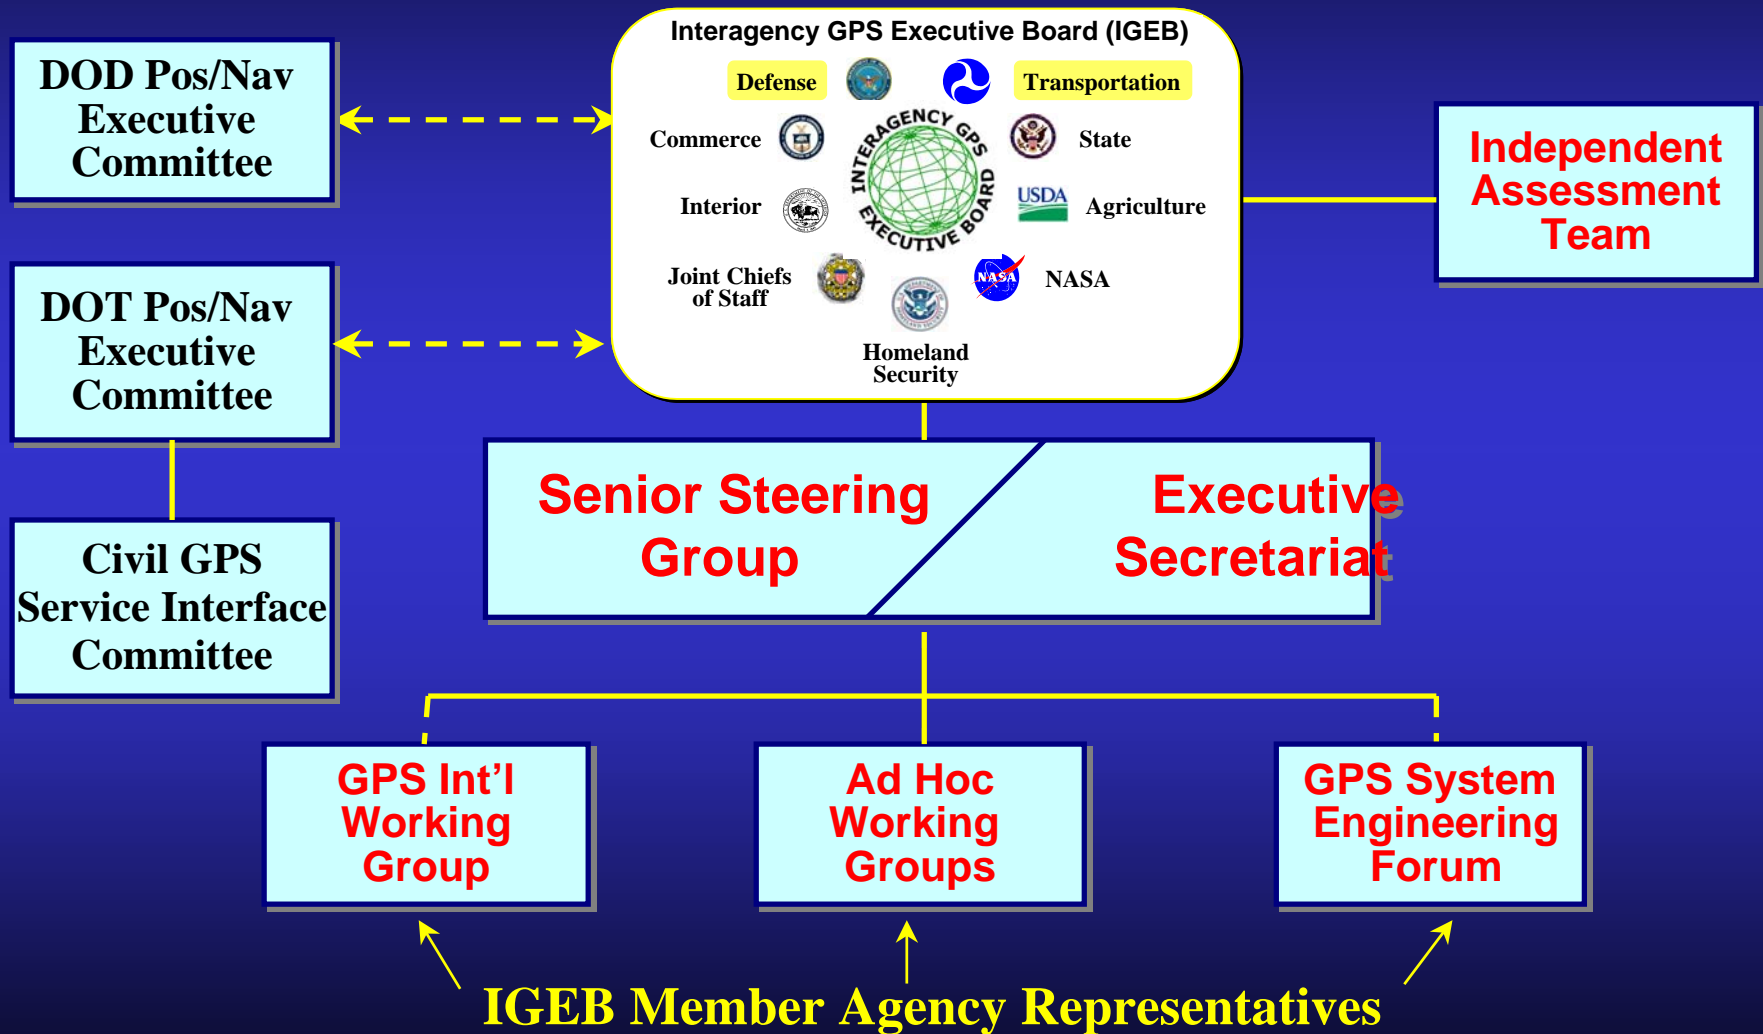 Interagency GPS Executive Board (IGEB)
Defense
Transportation
Commerce
State
INTERAGENCY GPS
EXECUTIVE BOARD
Interior
USDA
Agriculture
Joint Chiefs
of Staff
NASA
NASA
Homeland
Security
DOD Pos/Nav
Executive
Committee
DOT Pos/Nav
Executive
Committee
Civil GPS
Service Interface
Committee
Independent
Assessment
Team
Senior Steering
Group
Executive
Secretariat
GPS Int'l
Working
Group
Ad Hoc
Working
Groups
GPS System
Engineering
Forum
IGEB Member Agency Representatives